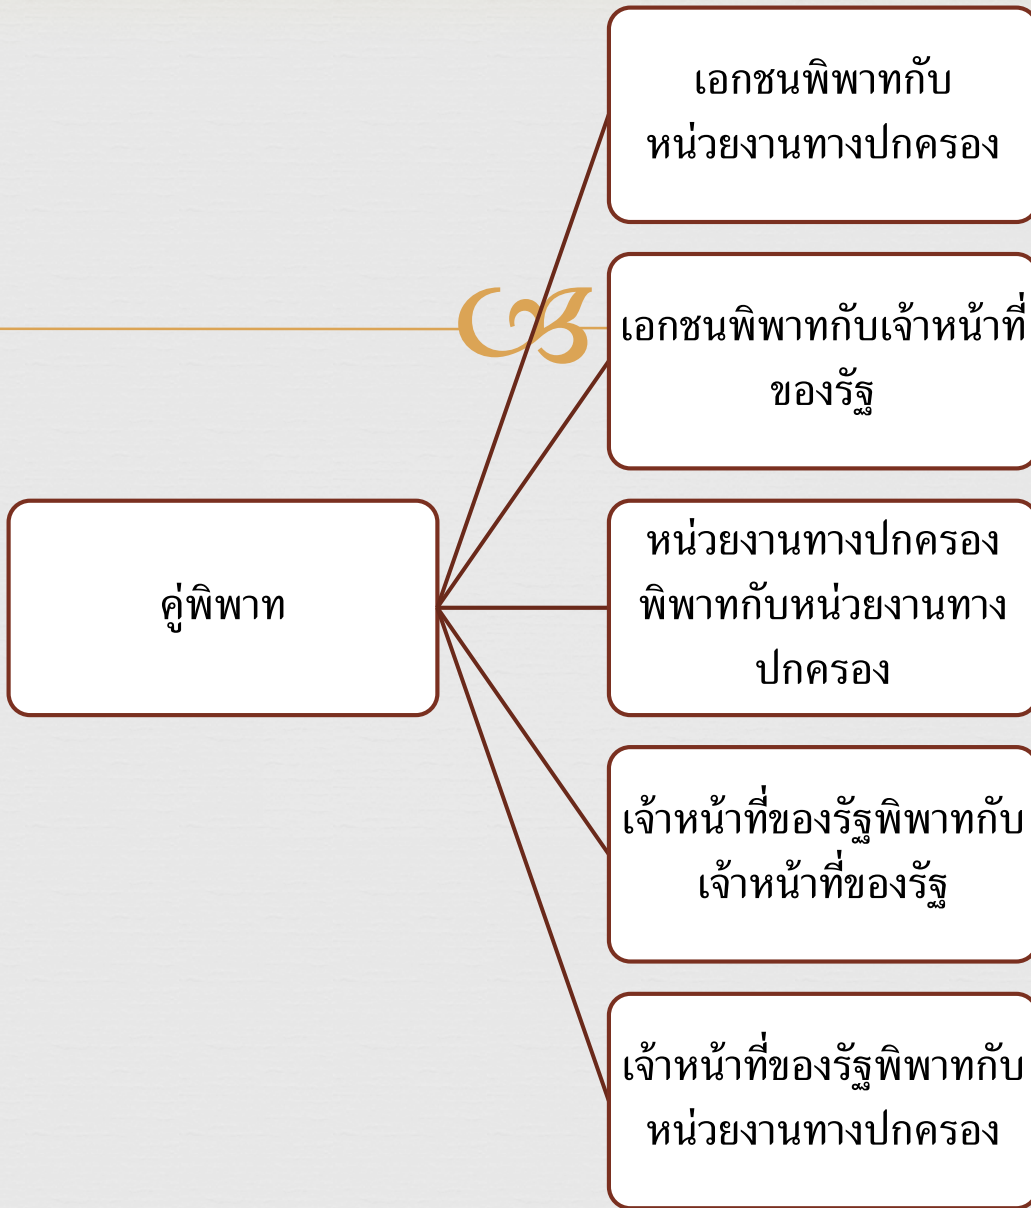 คู่พิพาท
เอกชนพิพาทกับ
หน่วยงานทางปกครอง
เอกชนพิพาทกับเจ้าหน้าที่
ของรัฐ
หน่วยงานทางปกครอง
พิพาทกับหน่วยงานทาง
ปกครอง
เจ้าหน้าที่ของรัฐพิพาทกับ
เจ้าหน้าที่ของรัฐ
เจ้าหน้าที่ของรัฐพิพาทกับ
หน่วยงานทางปกครอง